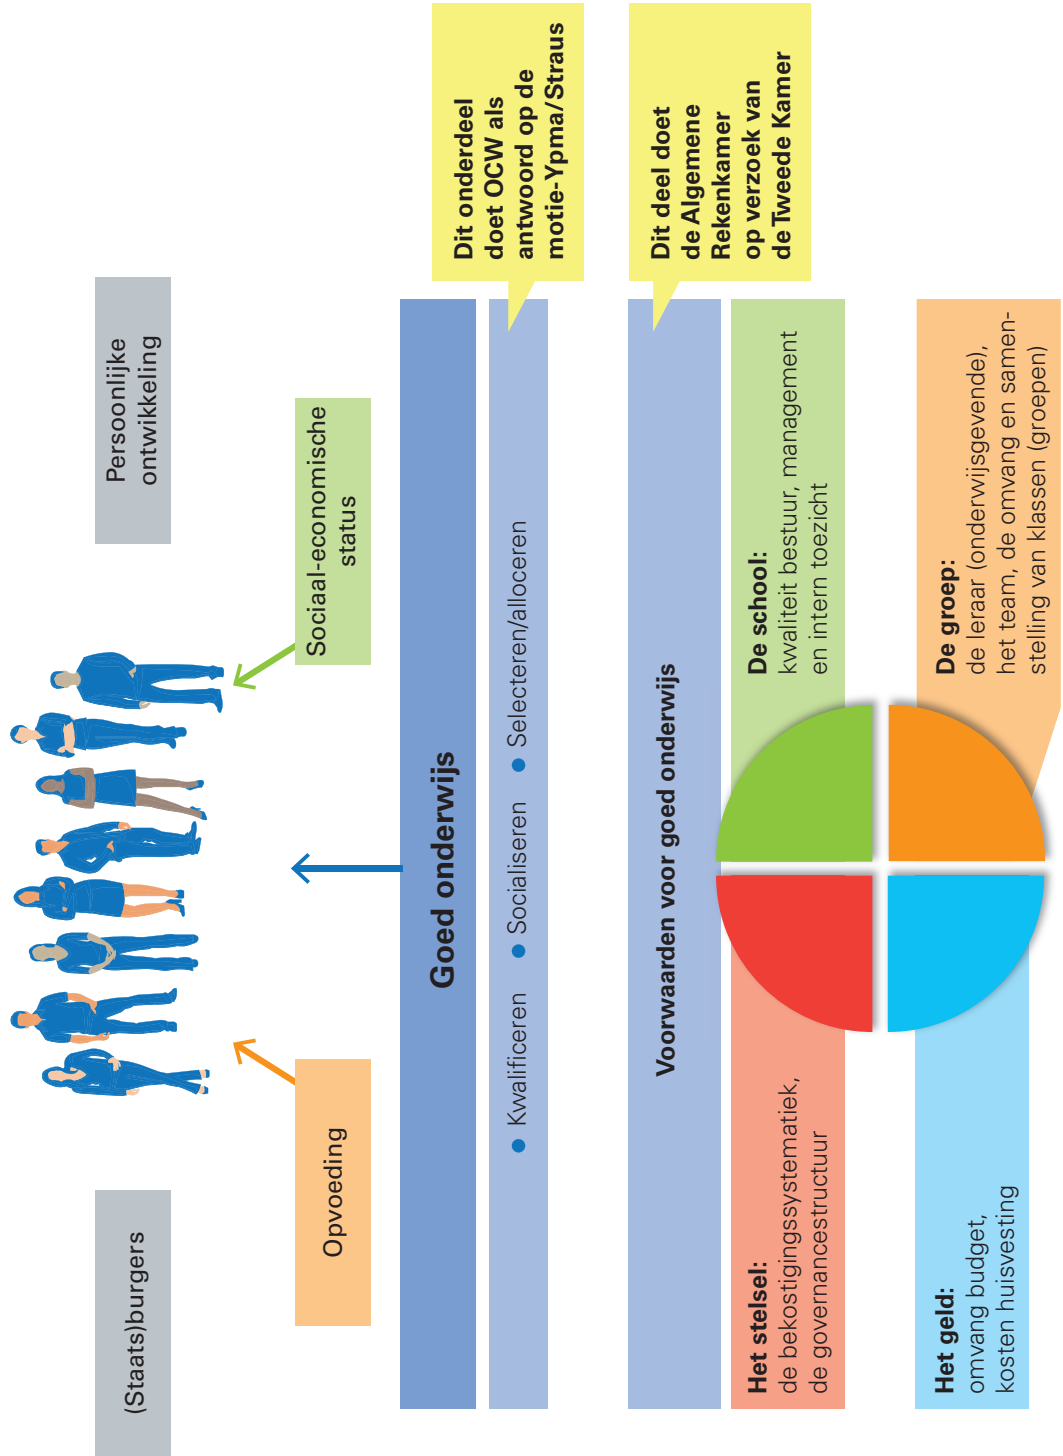 (Staats)burgers
Persoonlijke
ontwikkeling
Opvoeding
Sociaal-economische
status
Goed onderwijs
● Kwalificeren ● Socialiseren ● Selecteren/alloceren
Dit onderdeel
doet OCW als
antwoord op de
motie-Ypma/Straus
Voorwaarden voor goed onderwijs
Dit deel doet
de Algemene
Rekenkamer
op verzoek van
de Tweede Kamer
Het stelsel:
de bekostigingssystematiek,
de governancestructuur
De school:
kwaliteit bestuur, management
en intern toezicht
Het geld:
omvang budget,
kosten huisvesting
De groep:
de leraar (onderwijsgevende),
het team, de omvang en samen-
stelling van klassen (groepen)